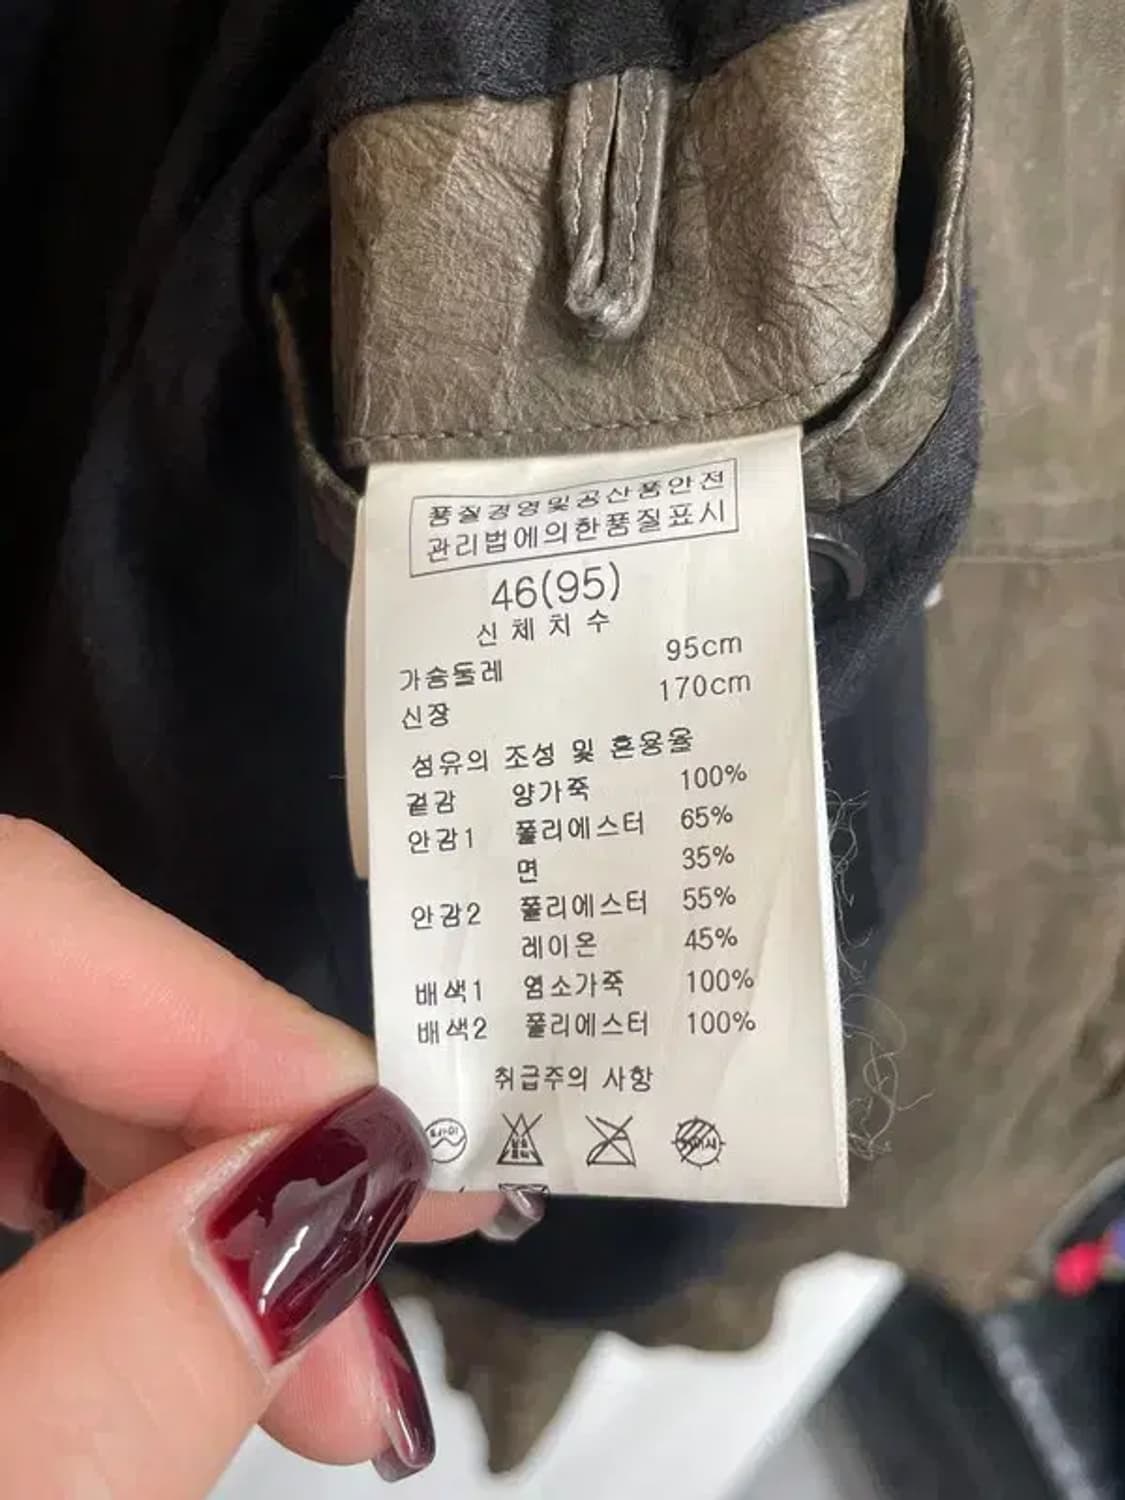 품질경영및공산품안전
관리법에의한품질표시
46(95)
신체치수
가슴둘레 95cm
신장 170cm
섬유의 조성 및 혼용율
겉감 양가죽 100%
안감1 폴리에스터 65%
면 35%
안감2 폴리에스터 55%
레이온 45%
배색1 염소가죽 100%
배색2 폴리에스터 100%
취급주의 사항
드라이